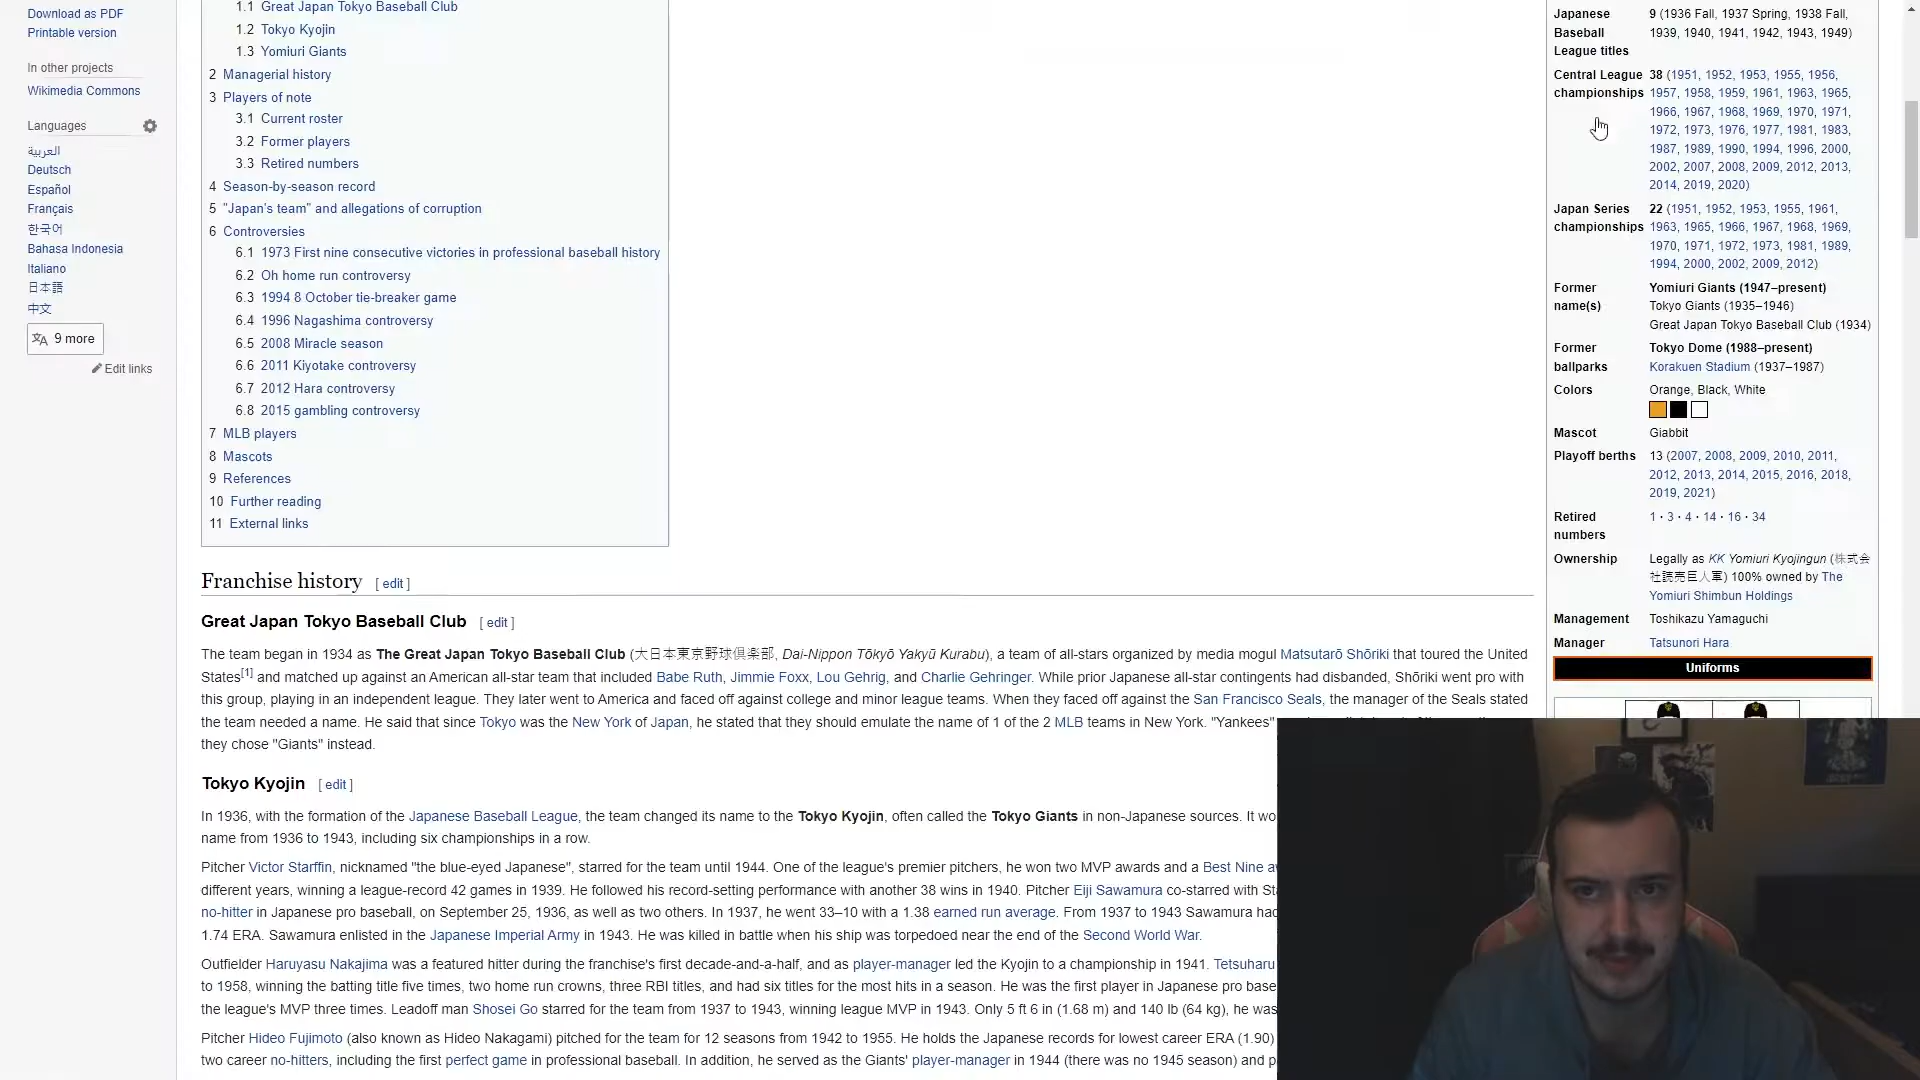 Download as PDF
Printable version
In other projects
Wikimedia Commons
Languages
العربية
Deutsch
Español
Français
한국어
Bahasa Indonesia
Italiano
日本語
中文
9 more
Edit links
1.1 Great Japan Tokyo Baseball Club
1.2 Tokyo Kyojin
1.3 Yomiuri Giants
2 Managerial history
3 Players of note
3.1 Current roster
3.2 Former players
3.3 Retired numbers
4 Season-by-season record
5 "Japan's team" and allegations of corruption
6 Controversies
6.1 1973 First nine consecutive victories in professional baseball history
6.2 Oh home run controversy
6.3 1994 8 October tie-breaker game
6.4 1996 Nagashima controversy
6.5 2008 Miracle season
6.6 2011 Kiyotake controversy
6.7 2012 Hara controversy
6.8 2015 gambling controversy
7 MLB players
8 Mascots
9 References
10 Further reading
11 External links
Franchise history [ edit ]
Great Japan Tokyo Baseball Club [ edit ]
The team began in 1934 as The Great Japan Tokyo Baseball Club (大日本東京野球倶楽部, Dai-Nippon Tōkyō Yakyū Kurabu), a team of all-stars organized by media mogul Matsutarō Shōriki that toured the United
States[1] and matched up against an American all-star team that included Babe Ruth, Jimmie Foxx, Lou Gehrig, and Charlie Gehringer. While prior Japanese all-star contingents had disbanded, Shōriki went pro with
this group, playing in an independent league. They later went to America and faced off against college and minor league teams. When they faced off against the San Francisco Seals, the manager of the Seals stated
the team needed a name. He said that since Tokyo was the New York of Japan, he stated that they should emulate the name of 1 of the 2 MLB teams in New York. "Yankees"
they chose "Giants" instead.
Tokyo Kyojin [ edit ]
In 1936, with the formation of the Japanese Baseball League, the team changed its name to the Tokyo Kyojin, often called the Tokyo Giants in non-Japanese sources. It wo
name from 1936 to 1943, including six championships in a row.
Pitcher Victor Starffin, nicknamed "the blue-eyed Japanese", starred for the team until 1944. One of the league's premier pitchers, he won two MVP awards and a Best Nine
different years, winning a league-record 42 games in 1939. He followed his record-setting performance with another 38 wins in 1940. Pitcher Eiji Sawamura co-starred with
no-hitter in Japanese pro baseball, on September 25, 1936, as well as two others. In 1937, he went 33–10 with a 1.38 earned run average. From 1937 to 1943 Sawamura had
1.74 ERA. Sawamura enlisted in the Japanese Imperial Army in 1943. He was killed in battle when his ship was torpedoed near the end of the Second World War.
Outfielder Haruyasu Nakajima was a featured hitter during the franchise's first decade-and-a-half, and as player-manager led the Kyojin to a championship in 1941. Tetsuharu
to 1958, winning the batting title five times, two home run crowns, three RBI titles, and had six titles for the most hits in a season. He was the first player in Japanese pro base
the league's MVP three times. Leadoff man Shosei Go starred for the team from 1937 to 1943, winning league MVP in 1943. Only 5 ft 6 in (1.68 m) and 140 lb (64 kg), he was
Pitcher Hideo Fujimoto (also known as Hideo Nakagami) pitched for the team for 12 seasons from 1942 to 1955. He holds the Japanese records for lowest career ERA (1.90)
two career no-hitters, including the first perfect game in professional baseball. In addition, he served as the Giants' player-manager in 1944 (there was no 1945 season) and p
Japanese Baseball League titles
9 (1936 Fall, 1937 Spring, 1938 Fall,
1939, 1940, 1941, 1942, 1943, 1949)
Central League championships
38 (1951, 1952, 1953, 1955, 1956,
1957, 1958, 1959, 1961, 1963, 1965,
1966, 1967, 1968, 1969, 1970, 1971,
1972, 1973, 1976, 1977, 1981, 1983,
1987, 1989, 1990, 1994, 1996, 2000,
2002, 2007, 2008, 2009, 2012, 2013,
2014, 2019, 2020)
Japan Series championships
22 (1951, 1952, 1953, 1955, 1961,
1963, 1965, 1966, 1967, 1968, 1969,
1970, 1971, 1972, 1973, 1981, 1989,
1994, 2000, 2002, 2009, 2012)
Former name(s)
Yomiuri Giants (1947–present)
Tokyo Giants (1935–1946)
Great Japan Tokyo Baseball Club (1934)
Former ballparks
Tokyo Dome (1988–present)
Korakuen Stadium (1937–1987)
Colors Orange, Black, White
Mascot Giabbit
Playoff berths 13 (2007, 2008, 2009, 2010, 2011,
2012, 2013, 2014, 2015, 2016, 2018,
2019, 2021)
Retired numbers
1 · 3 · 4 · 14 · 16 · 34
Ownership Legally as KK Yomiuri Kyojingun (株式会
社読売巨人軍) 100% owned by The
Yomiuri Shimbun Holdings
Management Toshikazu Yamaguchi
Manager Tatsunori Hara
Uniforms